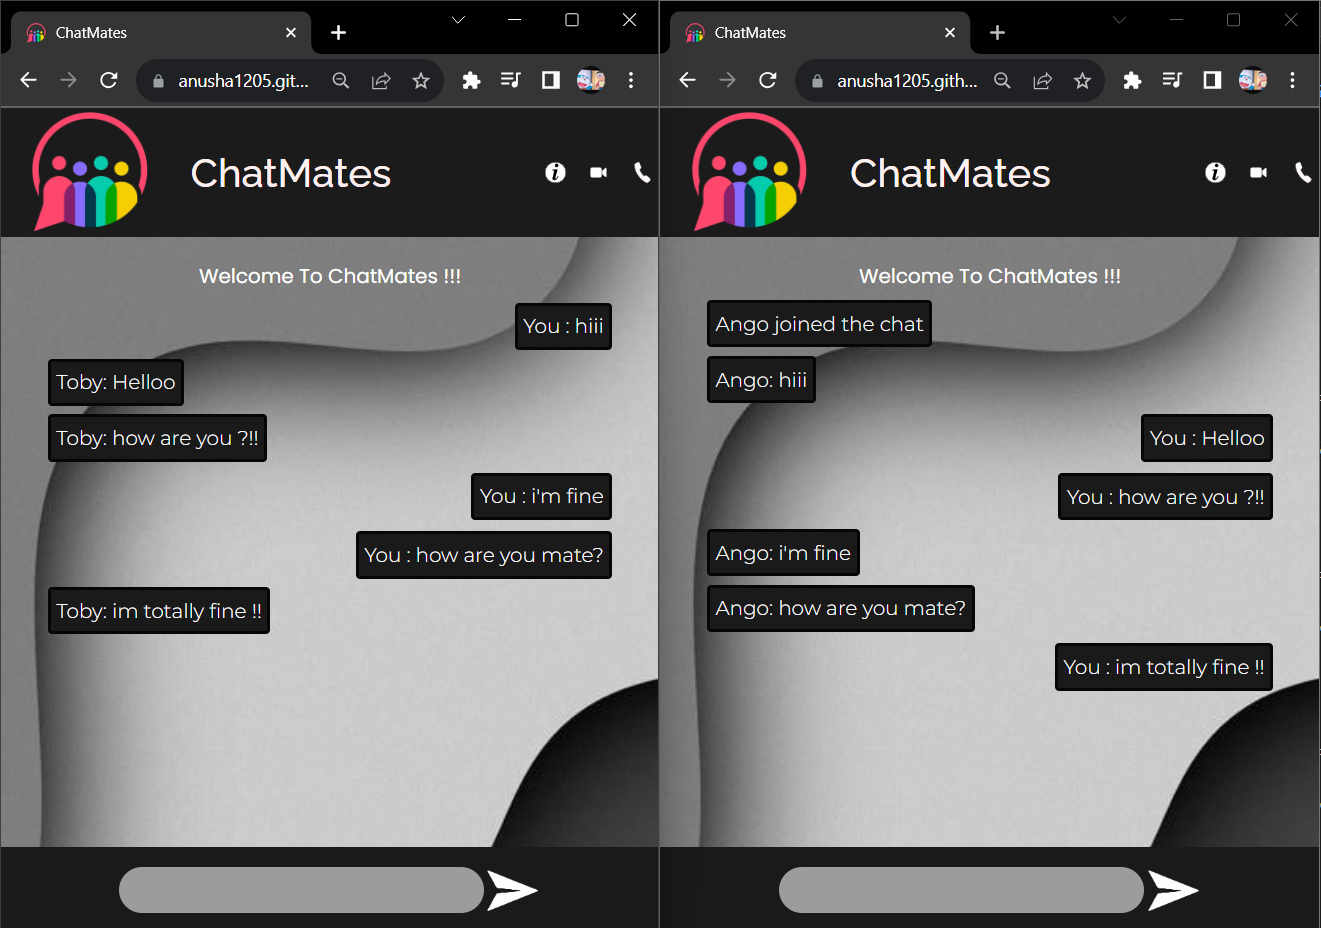 ChatMates
anusha1205.git...
ChatMates
Welcome To ChatMates !!!
You : hiii
Toby: Helloo
Toby: how are you ?!!
You : i'm fine
You : how are you mate?
Toby: im totally fine !!
ChatMates
anusha1205.gith...
ChatMates
Welcome To ChatMates !!!
Ango joined the chat
Ango: hiii
You : Helloo
You : how are you ?!!
Ango: i'm fine
Ango: how are you mate?
You : im totally fine !!